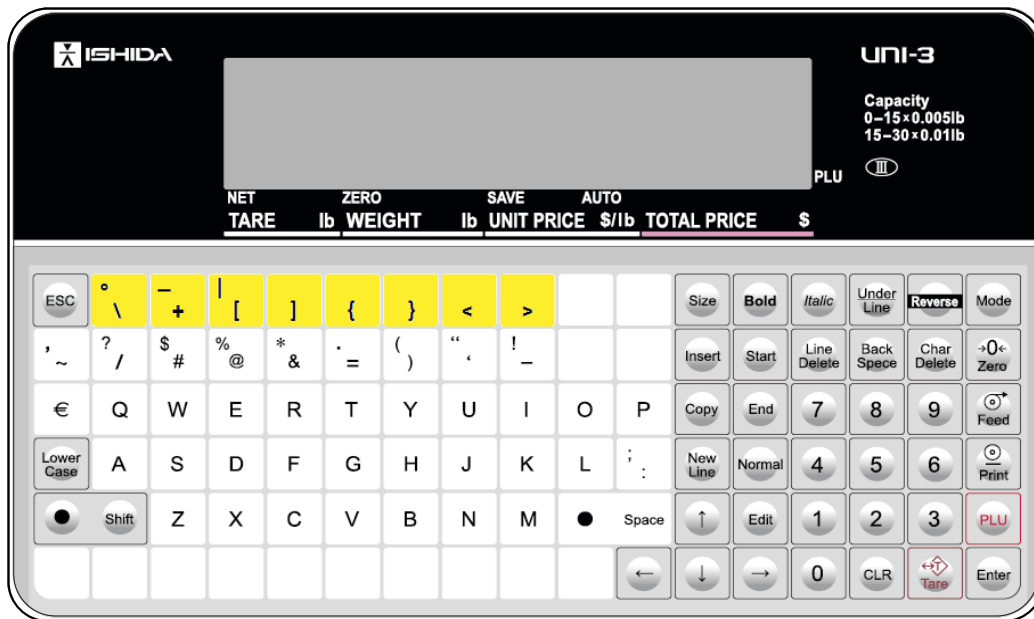 ISHIDA
UNI-3
Capacity
0–15×0.005lb
15–30×0.01lb
III
PLU
NET ZERO SAVE AUTO
TARE lb WEIGHT lb UNIT PRICE $/lb TOTAL PRICE $
ESC ° \ – + | [ ] { } < > Size Bold Italic Under Line Reverse Mode
, ~ ? / $ # % @ * & . = ( ) “ ‘ ! – Insert Start Line Delete Back Spece Char Delete →0← Zero
€ Q W E R T Y U I O P Copy End 7 8 9 Feed
Lower Case A S D F G H J K L ; : New Line Normal 4 5 6 Print
● Shift Z X C V B N M ● Space ↑ Edit 1 2 3 PLU
← ↓ → 0 CLR ↔T Tare Enter